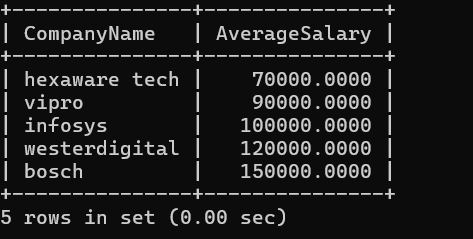 +---------------+---------------+
| CompanyName   | AverageSalary |
+---------------+---------------+
| hexaware tech |    70000.0000 |
| vipro         |    90000.0000 |
| infosys       |   100000.0000 |
| westerdigital |   120000.0000 |
| bosch         |   150000.0000 |
+---------------+---------------+
5 rows in set (0.00 sec)